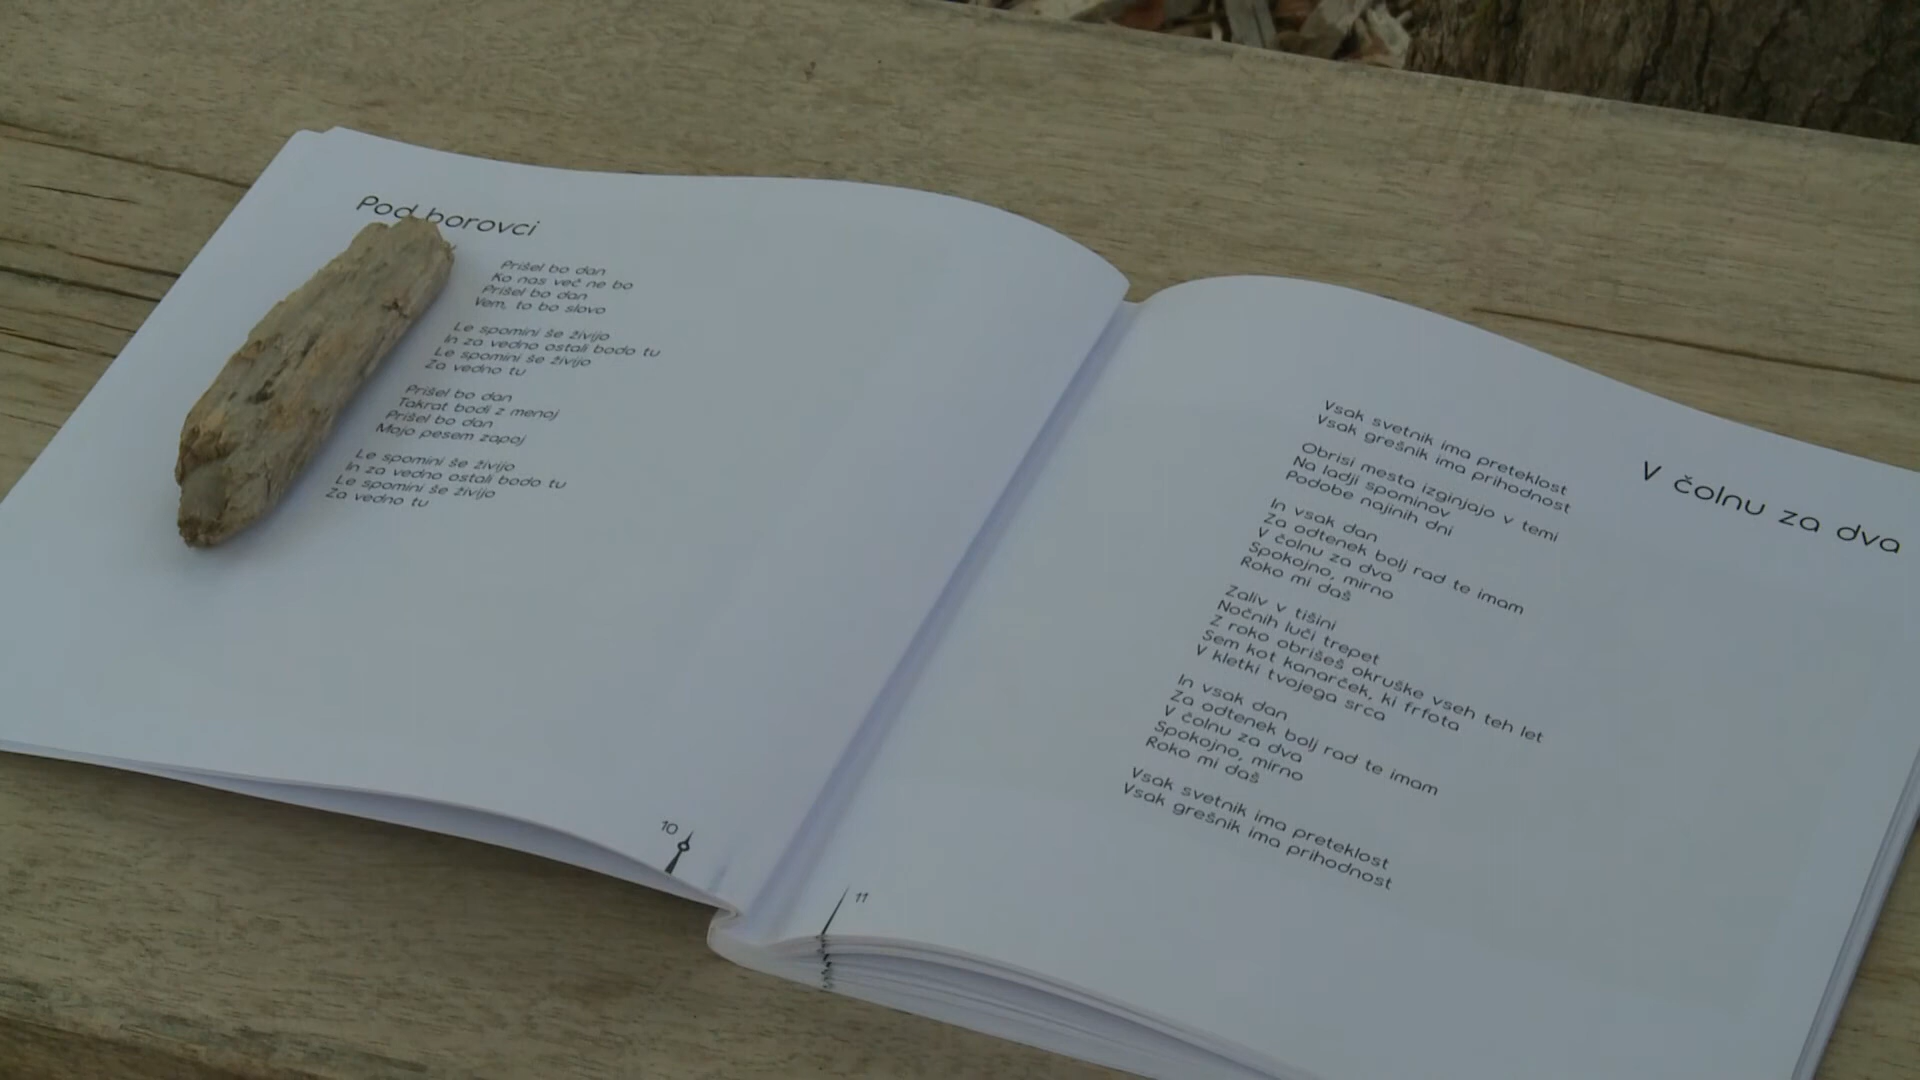 Pod borovci
Prišel bo dan
Ko nas več ne bo
Prišel bo dan
Vem, to bo slovo
Le spomini še živijo
In za vedno ostali bodo tu
Le spomini še živijo
Za vedno tu
Prišel bo dan
Takrat bodi z menoj
Prišel bo dan
Mojo pesem zapoj
Le spomini še živijo
In za vedno ostali bodo tu
Le spomini še živijo
Za vedno tu
10
V čolnu za dva
Vsak svetnik ima preteklost
Vsak grešnik ima prihodnost
Obrisi mesta izginjajo v temi
Na ladji spominov
Podobe najinih dni
In vsak dan
Za odtenek bolj rad te imam
V čolnu za dva
Spokojno, mirno
Roko mi daš
Zaliv v tišini
Nočnih luči trepet
Z roko obrišeš okruške vseh teh let
Sem kot kanarček, ki frfota
V kletki tvojega srca
In vsak dan
Za odtenek bolj rad te imam
V čolnu za dva
Spokojno, mirno
Roko mi daš
Vsak svetnik ima preteklost
Vsak grešnik ima prihodnost
11